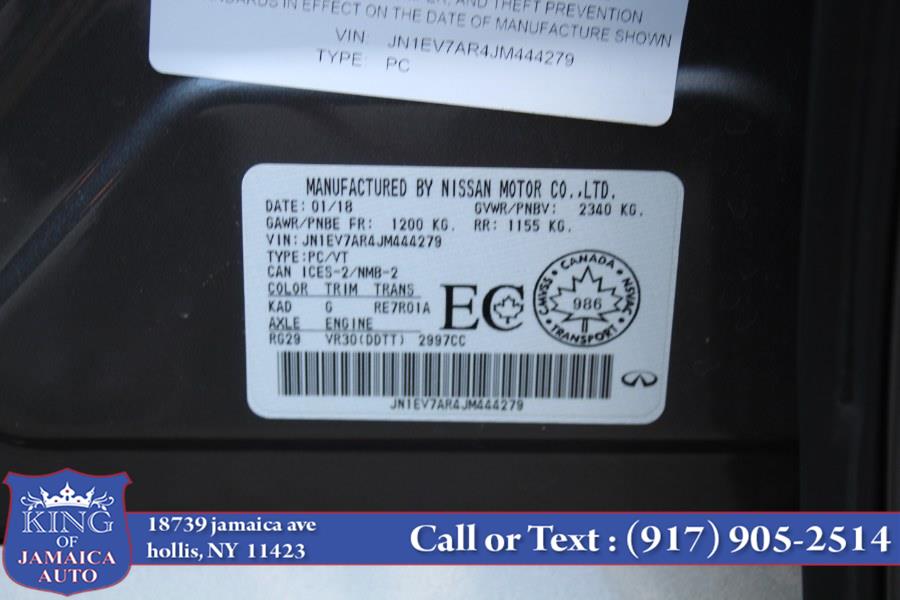 AND THEFT PREVENTION
STANDARDS IN EFFECT ON THE DATE OF MANUFACTURE SHOWN
VIN: JN1EV7AR4JM444279
TYPE: PC
MANUFACTURED BY NISSAN MOTOR CO.,LTD.
DATE: 01/18 GVWR/PNBV: 2340 KG.
GAWR/PNBE FR: 1200 KG. RR: 1155 KG.
VIN: JN1EV7AR4JM444279
TYPE:PC/VT
CAN ICES-2/NMB-2
COLOR TRIM TRANS
KAD G RE7R01A
AXLE ENGINE
RG29 VR30(DDTT) 2997CC
EC
CANADA
CMVSS 986 NSVAC
TRANSPORT
JN1EV7AR4JM444279
KING
OF
JAMAICA
AUTO
18739 jamaica ave
hollis, NY 11423
Call or Text : (917) 905-2514